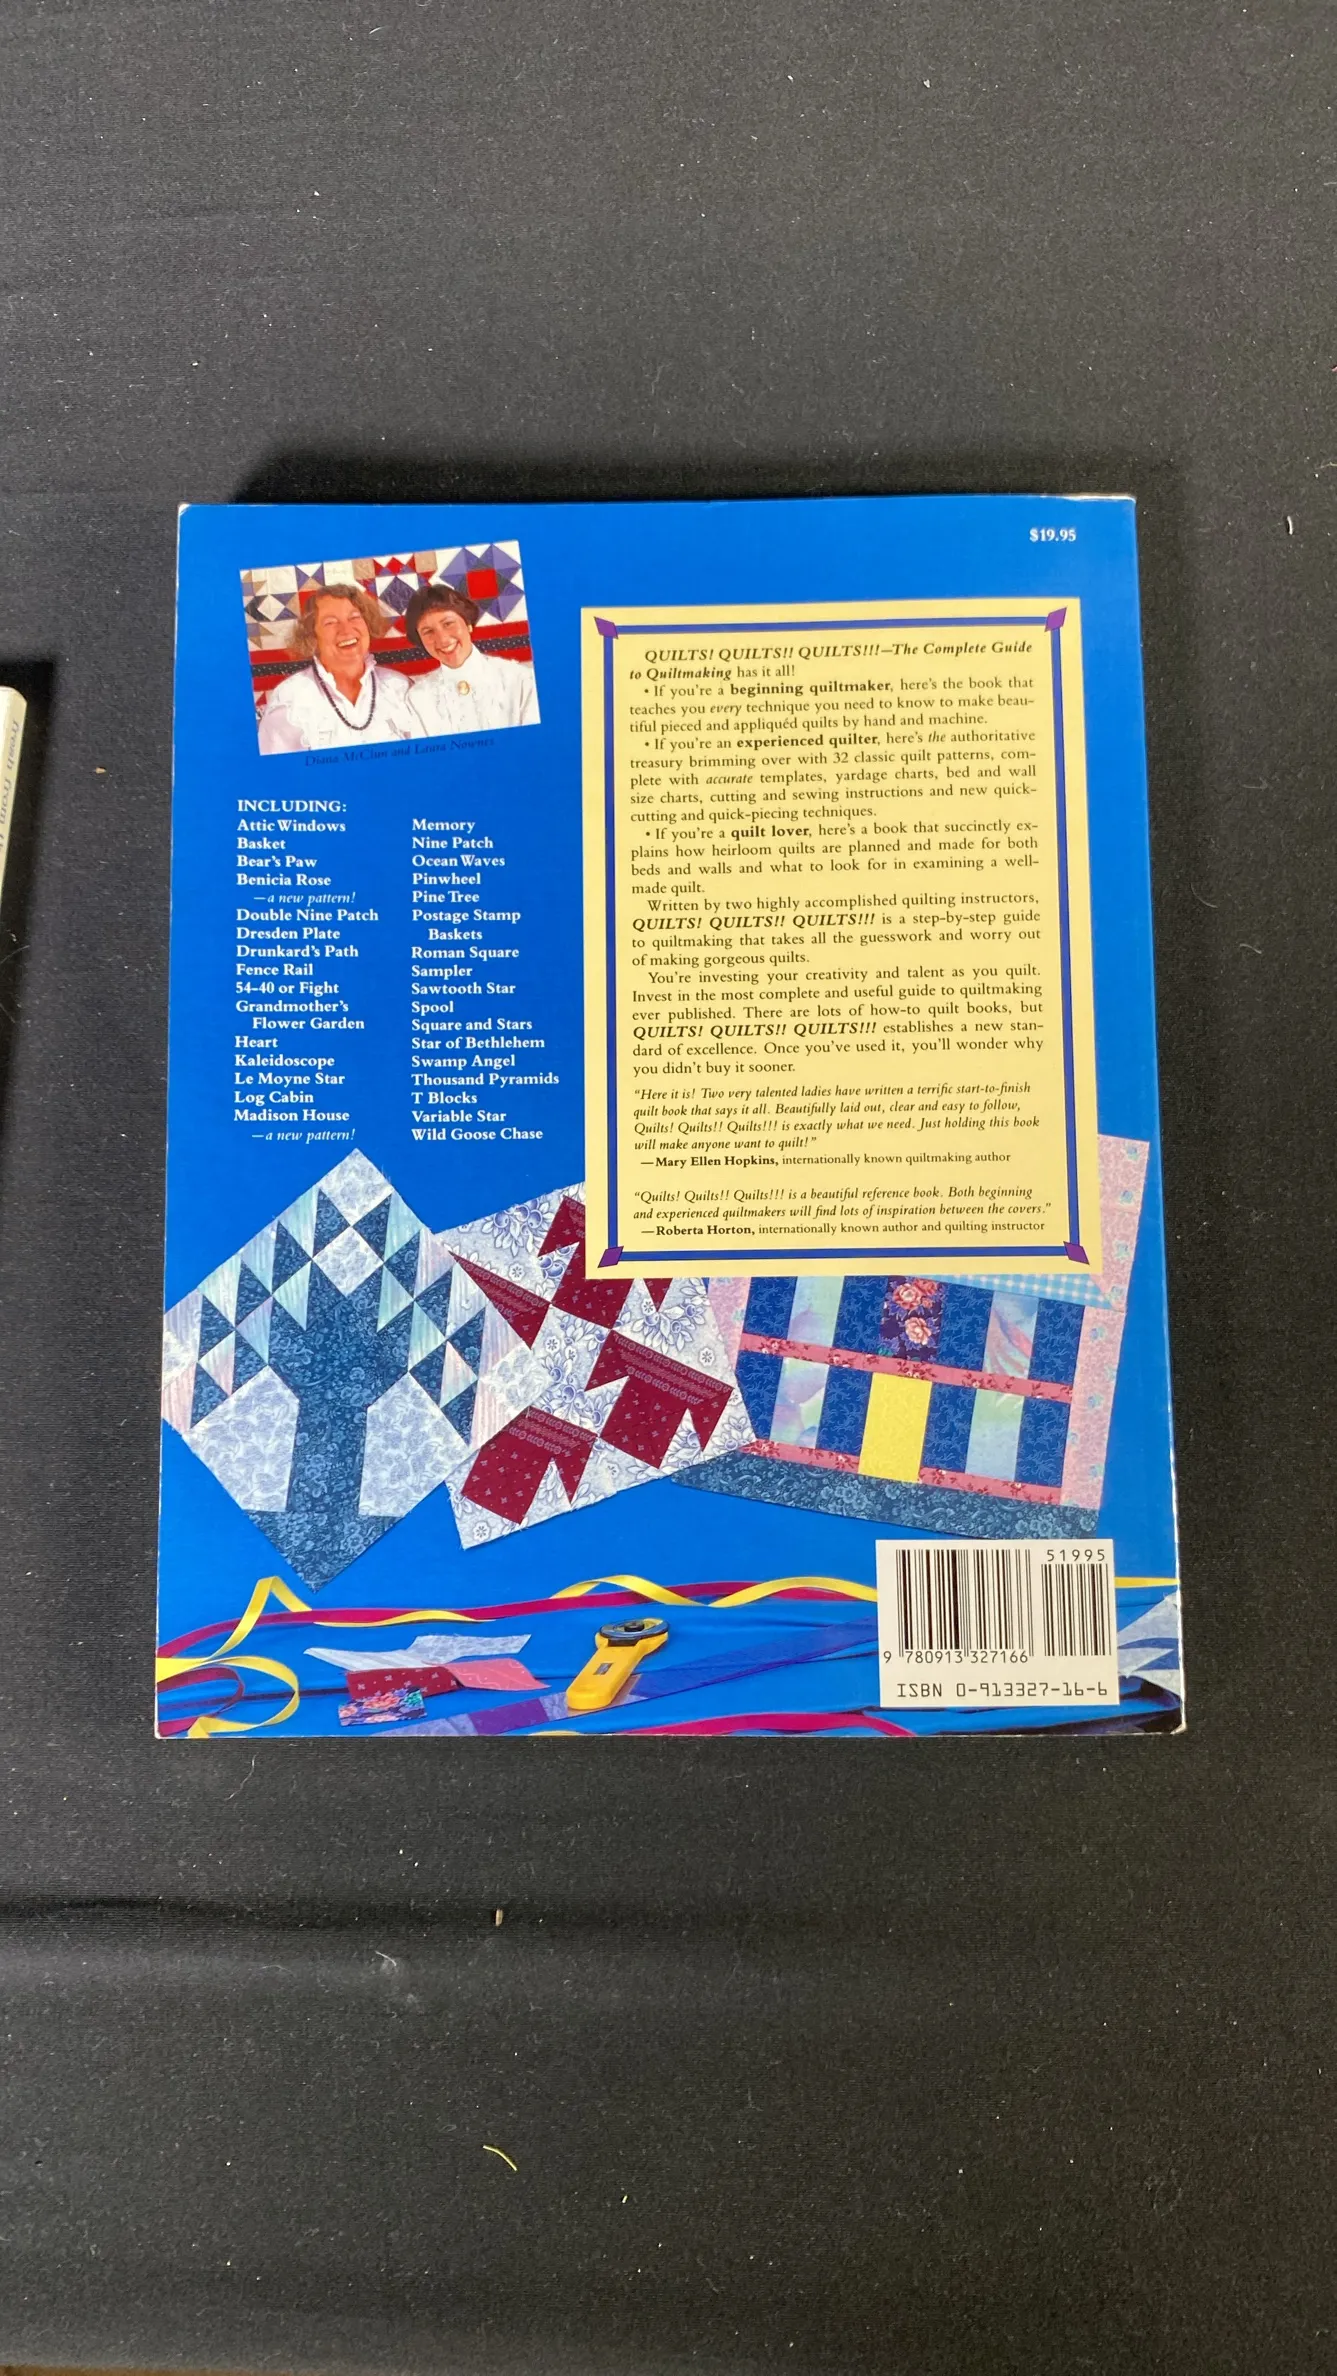 $19.95
Diana McClun and Laura Nownes
INCLUDING:
Attic Windows
Basket
Bear's Paw
Benicia Rose
—a new pattern!
Double Nine Patch
Dresden Plate
Drunkard's Path
Fence Rail
54-40 or Fight
Grandmother's
Flower Garden
Heart
Kaleidoscope
Le Moyne Star
Log Cabin
Madison House
—a new pattern!
Memory
Nine Patch
Ocean Waves
Pinwheel
Pine Tree
Postage Stamp
Baskets
Roman Square
Sampler
Sawtooth Star
Spool
Square and Stars
Star of Bethlehem
Swamp Angel
Thousand Pyramids
T Blocks
Variable Star
Wild Goose Chase
QUILTS! QUILTS!! QUILTS!!!—The Complete Guide
to Quiltmaking has it all!
• If you're a beginning quiltmaker, here's the book that
teaches you every technique you need to know to make beau-
tiful pieced and appliquéd quilts by hand and machine.
• If you're an experienced quilter, here's the authoritative
treasury brimming over with 32 classic quilt patterns, com-
plete with accurate templates, yardage charts, bed and wall
size charts, cutting and sewing instructions and new quick-
cutting and quick-piecing techniques.
• If you're a quilt lover, here's a book that succinctly ex-
plains how heirloom quilts are planned and made for both
beds and walls and what to look for in examining a well-
made quilt.
Written by two highly accomplished quilting instructors,
QUILTS! QUILTS!! QUILTS!!! is a step-by-step guide
to quiltmaking that takes all the guesswork and worry out
of making gorgeous quilts.
You're investing your creativity and talent as you quilt.
Invest in the most complete and useful guide to quiltmaking
ever published. There are lots of how-to quilt books, but
QUILTS! QUILTS!! QUILTS!!! establishes a new stan-
dard of excellence. Once you've used it, you'll wonder why
you didn't buy it sooner.
"Here it is! Two very talented ladies have written a terrific start-to-finish
quilt book that says it all. Beautifully laid out, clear and easy to follow,
Quilts! Quilts!! Quilts!!! is exactly what we need. Just holding this book
will make anyone want to quilt!"
—Mary Ellen Hopkins, internationally known quiltmaking author
"Quilts! Quilts!! Quilts!!! is a beautiful reference book. Both beginning
and experienced quiltmakers will find lots of inspiration between the covers."
—Roberta Horton, internationally known author and quilting instructor
51995
9 780913 327166
ISBN 0-913327-16-6